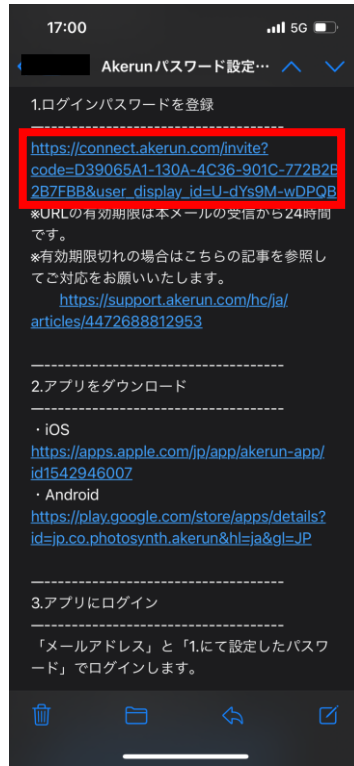 17:00 5G
Akerunパスワード設定…
1.ログインパスワードを登録
---------------------------------------
https://connect.akerun.com/invite?
code=D39065A1-130A-4C36-901C-772B2B
2B7FBB&user_display_id=U-dYs9M-wDPQB
※URLの有効期限は本メールの受信から24時間
です。
※有効期限切れの場合はこちらの記事を参照し
てご対応をお願いいたします。
https://support.akerun.com/hc/ja/
articles/4472688812953
---------------------------------------
2.アプリをダウンロード
---------------------------------------
・iOS
https://apps.apple.com/jp/app/akerun-app/
id1542946007
・Android
https://play.google.com/store/apps/details?
id=jp.co.photosynth.akerun&hl=ja&gl=JP
---------------------------------------
3.アプリにログイン
---------------------------------------
「メールアドレス」と「1.にて設定したパスワ
ード」でログインします。